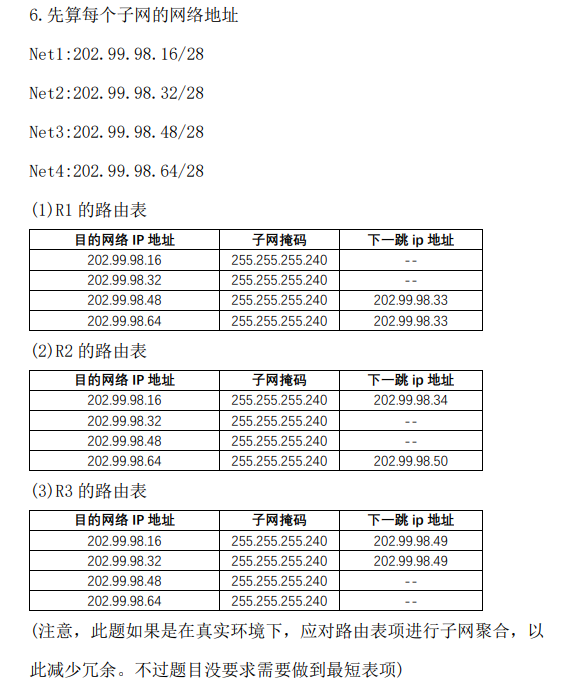 6.先算每个子网的网络地址
Net1:202.99.98.16/28
Net2:202.99.98.32/28
Net3:202.99.98.48/28
Net4:202.99.98.64/28
(1)R1 的路由表
目的网络 IP 地址 子网掩码 下一跳 ip 地址
202.99.98.16 255.255.255.240 --
202.99.98.32 255.255.255.240 --
202.99.98.48 255.255.255.240 202.99.98.33
202.99.98.64 255.255.255.240 202.99.98.33
(2)R2 的路由表
目的网络 IP 地址 子网掩码 下一跳 ip 地址
202.99.98.16 255.255.255.240 202.99.98.34
202.99.98.32 255.255.255.240 --
202.99.98.48 255.255.255.240 --
202.99.98.64 255.255.255.240 202.99.98.50
(3)R3 的路由表
目的网络 IP 地址 子网掩码 下一跳 ip 地址
202.99.98.16 255.255.255.240 202.99.98.49
202.99.98.32 255.255.255.240 202.99.98.49
202.99.98.48 255.255.255.240 --
202.99.98.64 255.255.255.240 --
(注意，此题如果是在真实环境下，应对路由表项进行子网聚合，以
此减少冗余。不过题目没要求需要做到最短表项)